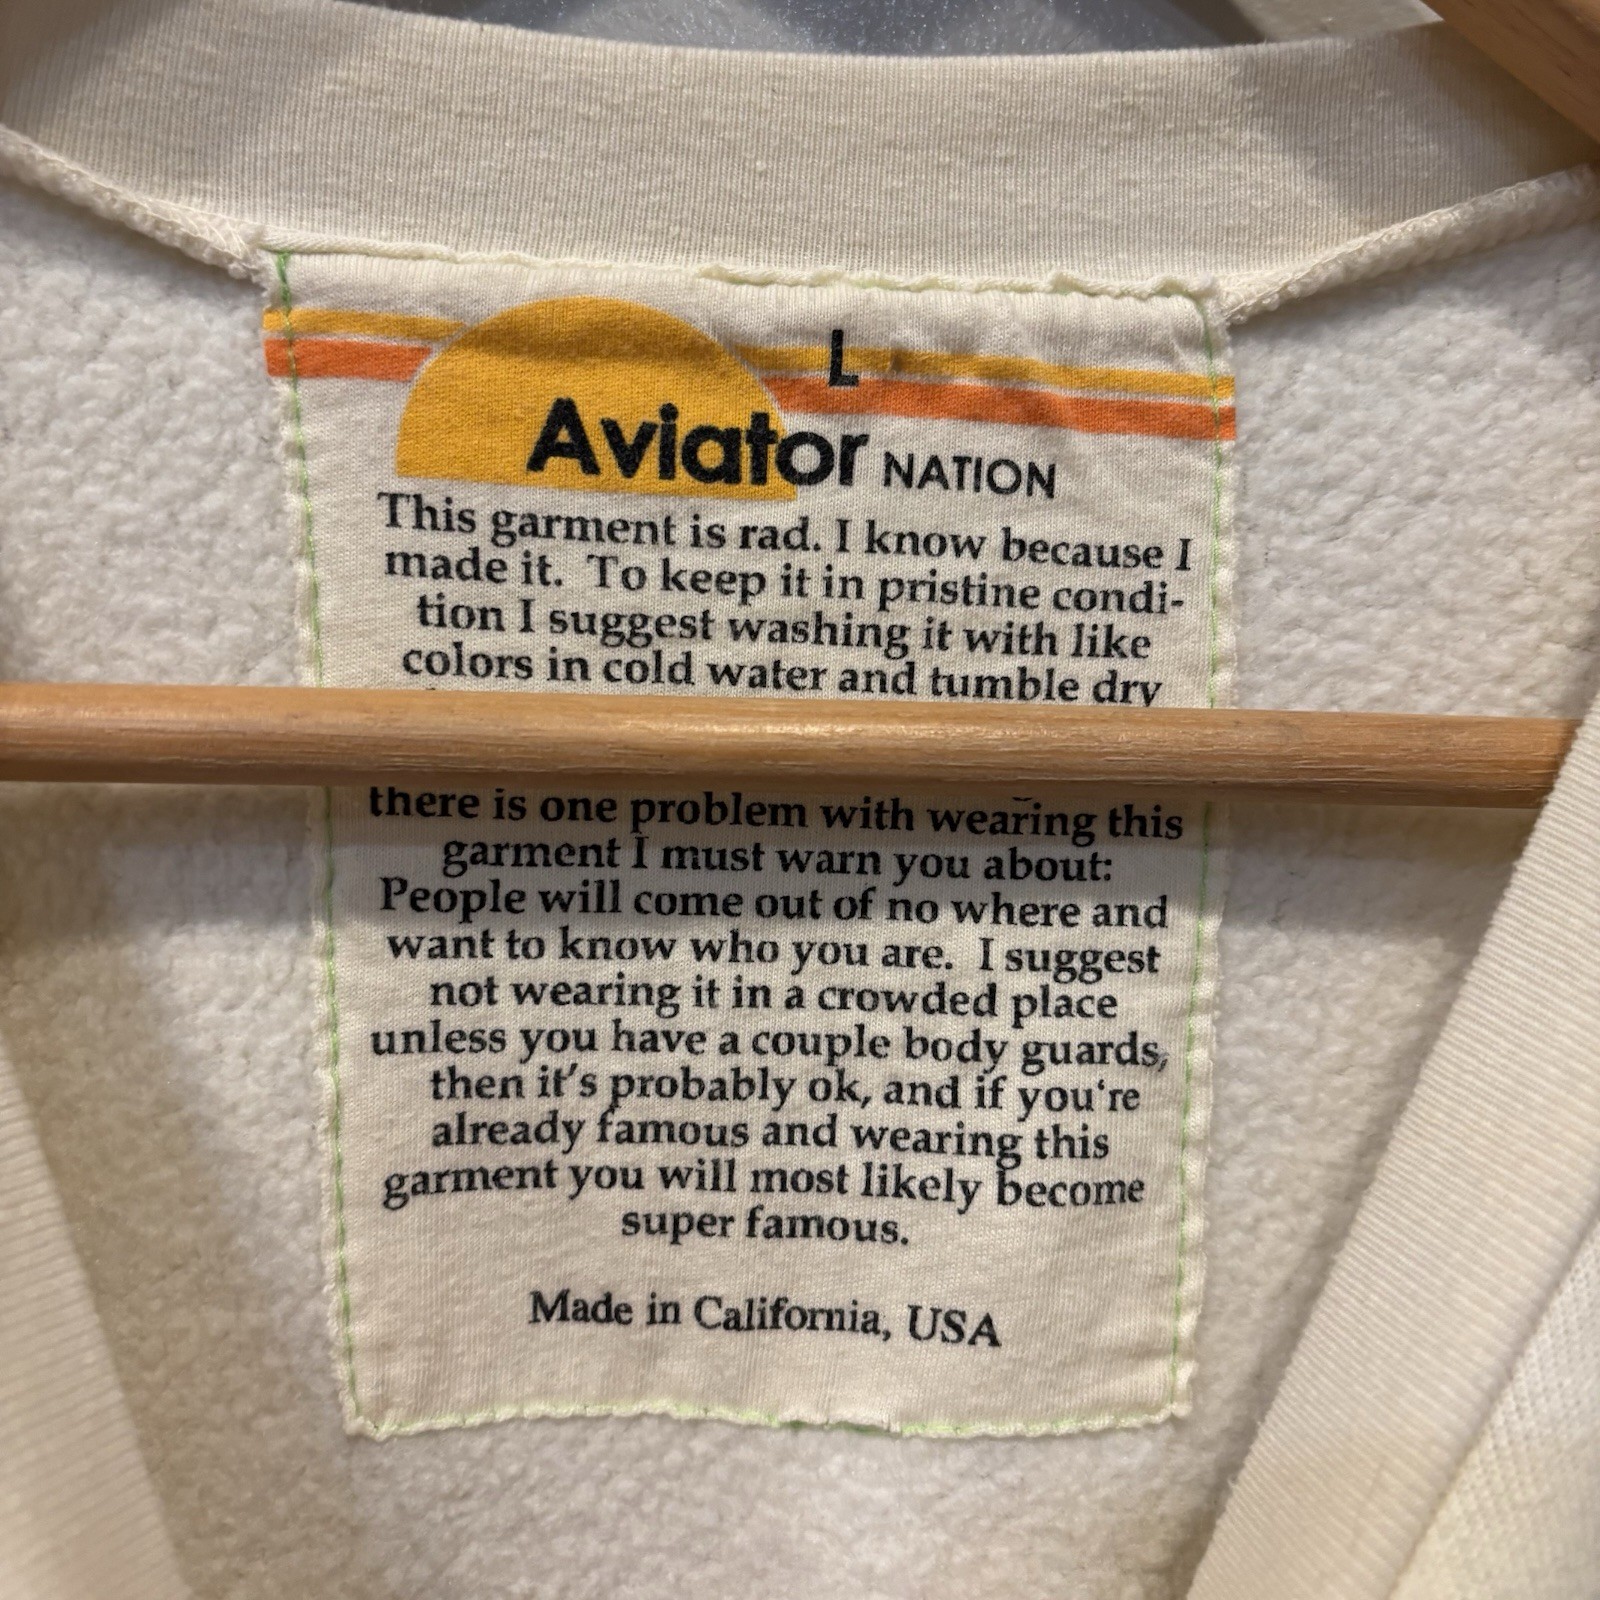 L
Aviator NATION
This garment is rad. I know because I
made it. To keep it in pristine condi-
tion I suggest washing it with like
colors in cold water and tumble dry
there is one problem with wearing this
garment I must warn you about:
People will come out of no where and
want to know who you are. I suggest
not wearing it in a crowded place
unless you have a couple body guards,
then it's probably ok, and if you‘re
already famous and wearing this
garment you will most likely become
super famous.
Made in California, USA